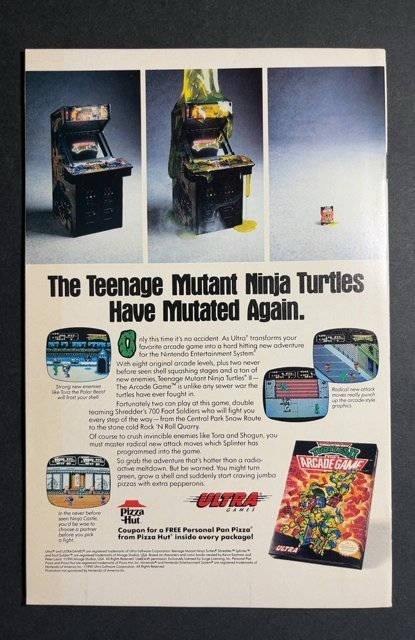 The Teenage Mutant Ninja Turtles
Have Mutated Again.
Only this time it's no accident. As Ultra® transforms your
favorite arcade game into a hard hitting new adventure
for the Nintendo Entertainment System®.
With eight original arcade levels, plus two never
before seen shell squashing stages and a ton of
new enemies, Teenage Mutant Ninja Turtles® II—
The Arcade Game™ is unlike any sewer war the
turtles have ever fought in.
Fortunately two can play at this game, double
teaming Shredder's 700 Foot Soldiers who will fight you
every step of the way—from the Central Park Snow Route
to the stone cold Rock 'N Roll Quarry.
Of course to crush invincible enemies like Tora and Shogun, you
must master radical new attack moves which Splinter has
programmed into the game.
So grab the adventure that's hotter than a radio-
active meltdown. But be warned. You might turn
green, grow a shell and suddenly start craving jumbo
pizzas with extra pepperonis.
Strong new enemies
like Tora the Polar Beast
will frost your shell.
Radical new attack
moves really punch
up the arcade-style
graphics.
In the never before
seen Ninja Castle,
you'd be wise to
choose a partner
before you pick
a fight.
Pizza
Hut
ULTRA
GAMES
Coupon for a FREE Personal Pan Pizza®
from Pizza Hut® inside every package!
THE ARCADE GAME
ULTRA